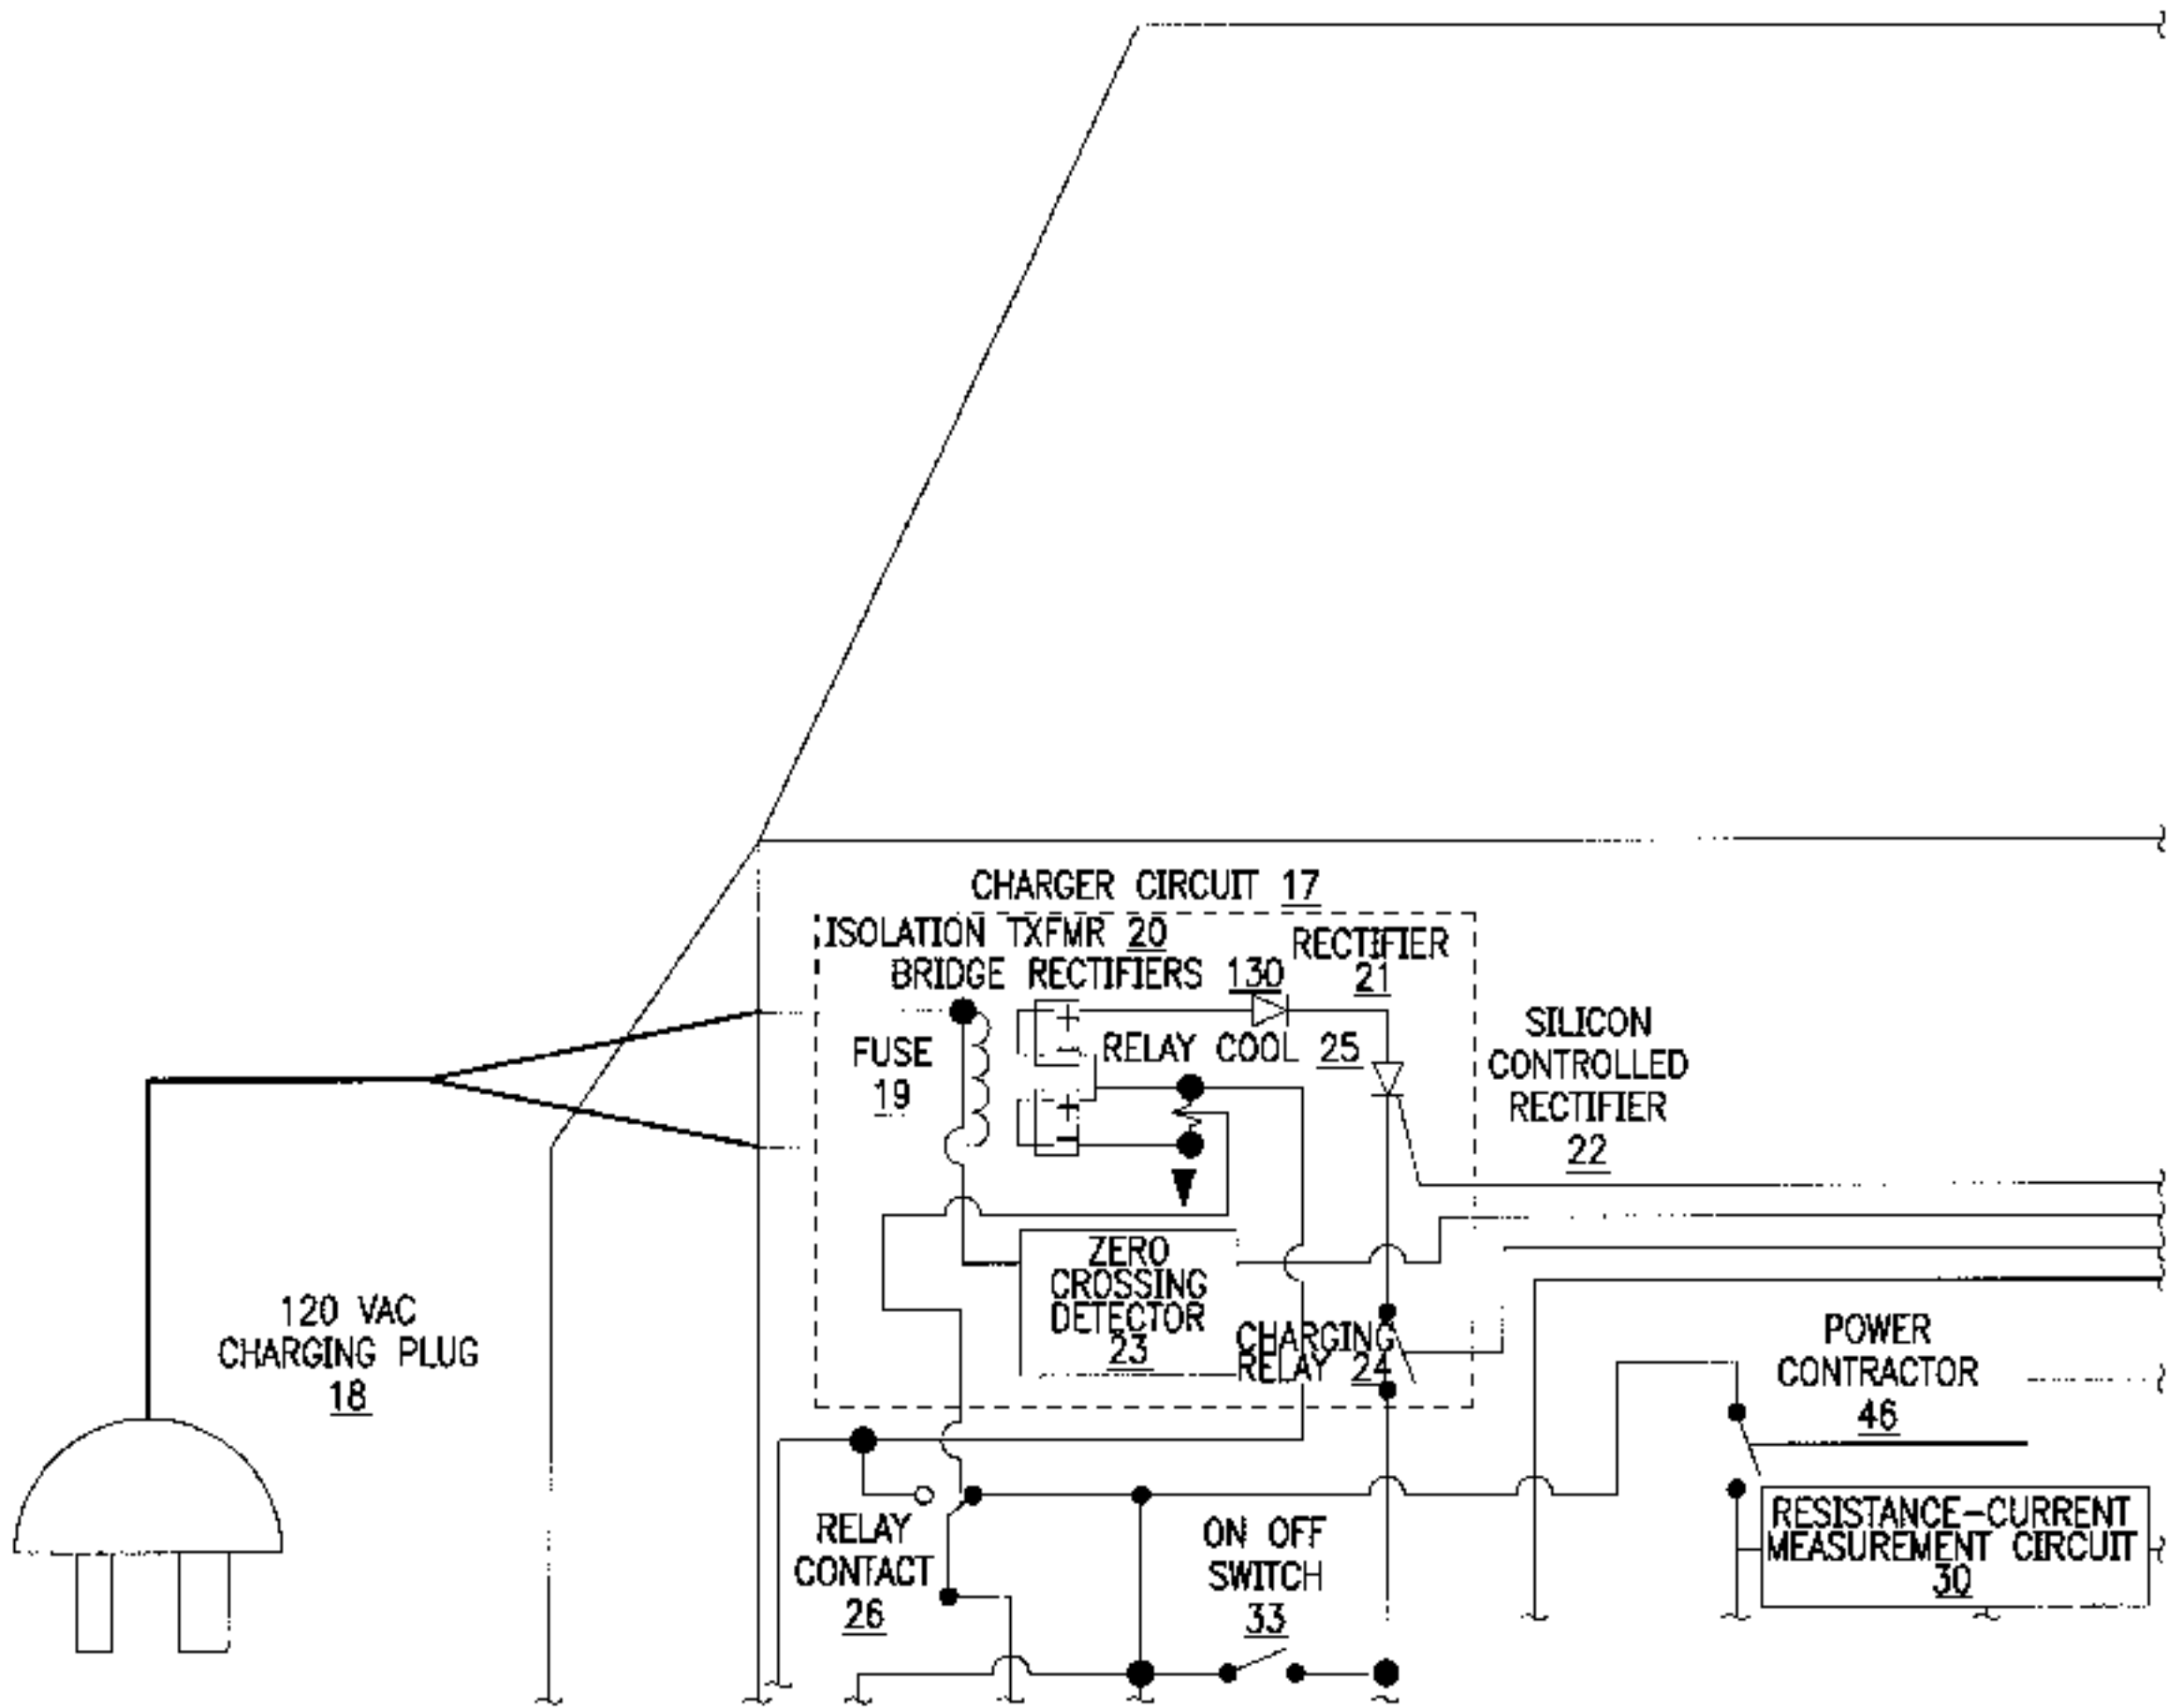 CHARGER CIRCUIT 17
ISOLATION TXFMR 20
BRIDGE RECTIFIERS 130
RECTIFIER
21
FUSE
19
RELAY COOL 25
SILICON
CONTROLLED
RECTIFIER
22
ZERO
CROSSING
DETECTOR
23
CHARGING
RELAY 24
120 VAC
CHARGING PLUG
18
POWER
CONTRACTOR
46
RELAY
CONTACT
26
ON OFF
SWITCH
33
RESISTANCE-CURRENT
MEASUREMENT CIRCUIT
30